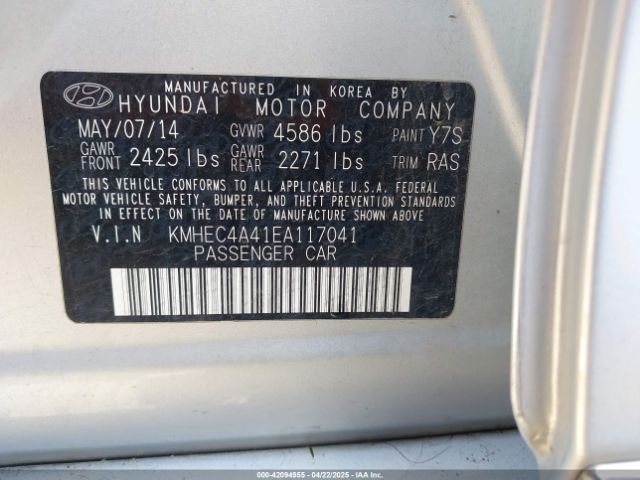 MANUFACTURED IN KOREA BY
HYUNDAI MOTOR COMPANY
MAY/07/14 GVWR 4586 lbs PAINT Y7S
GAWR FRONT 2425 lbs GAWR REAR 2271 lbs TRIM RAS
THIS VEHICLE CONFORMS TO ALL APPLICABLE U.S.A. FEDERAL
MOTOR VEHICLE SAFETY, BUMPER, AND THEFT PREVENTION STANDARDS
IN EFFECT ON THE DATE OF MANUFACTURE SHOWN ABOVE
V.I.N KMHEC4A41EA117041
PASSENGER CAR
000-42094955 - 04/22/2025 - IAA Inc.